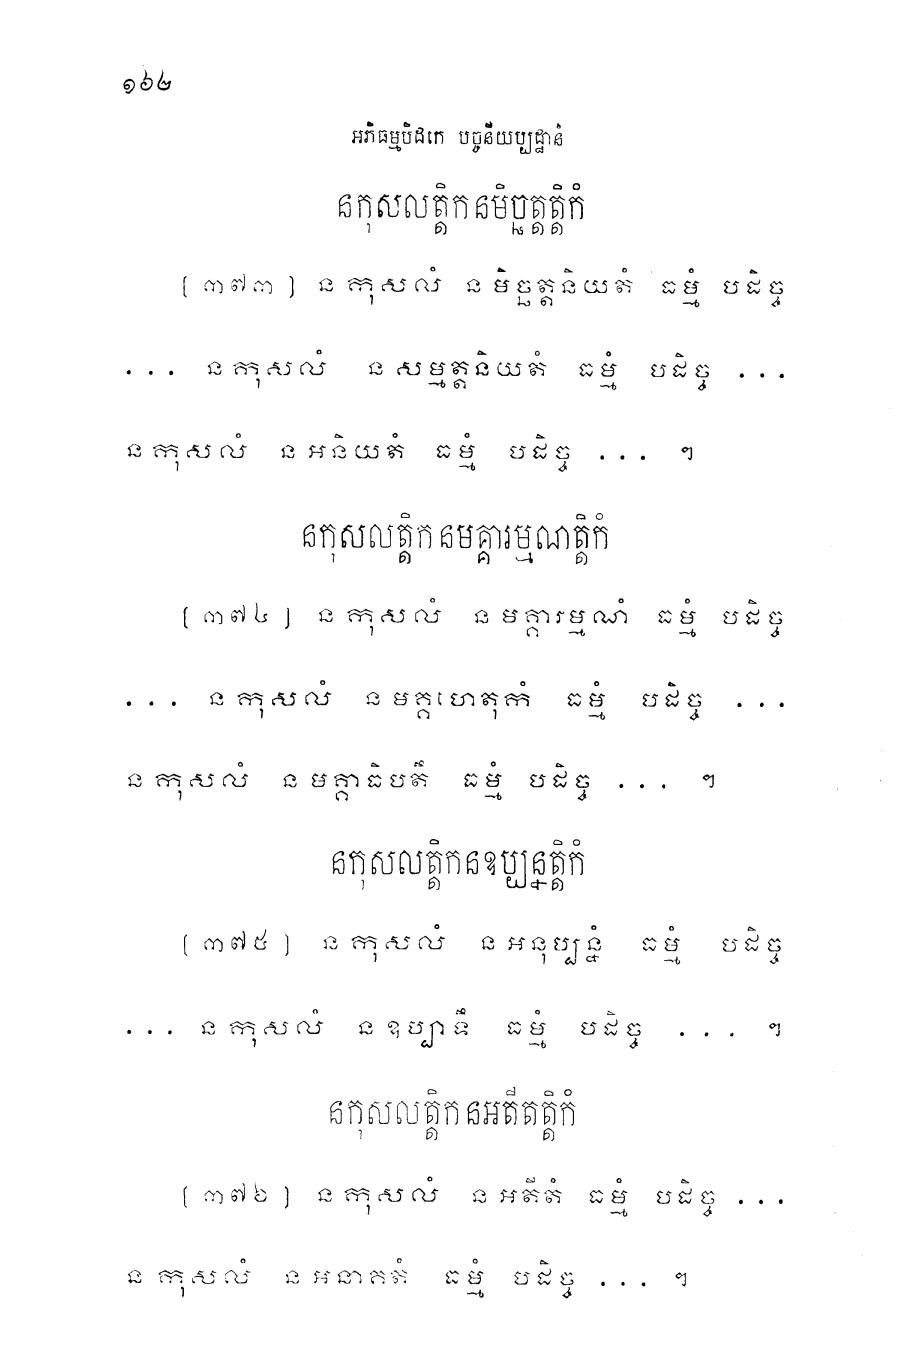 ១៦២
អភិធម្មបិដកេ បច្ចនីយប្បដ្ឋានំ
នកុសលត្តិកនមិច្ឆត្តត្តិកំ
[ ៣៧៣ ] ន កុសលំ ន មិច្ឆត្តនិយតំ ធម្មំ បដិច្ច
... ន កុសលំ ន សម្មត្តនិយតំ ធម្មំ បដិច្ច ...
ន កុសលំ ន អនិយតំ ធម្មំ បដិច្ច ... ។
នកុសលត្តិកនមគ្គារម្មណត្តិកំ
[ ៣៧៤ ] ន កុសលំ ន មគ្គារម្មណំ ធម្មំ បដិច្ច
... ន កុសលំ ន មគ្គហេតុកំ ធម្មំ បដិច្ច ...
ន កុសលំ ន មគ្គាធិបតឹ ធម្មំ បដិច្ច ... ។
នកុសលត្តិកនឧប្បន្នត្តិកំ
[ ៣៧៥ ] ន កុសលំ ន អនុប្បន្នំ ធម្មំ បដិច្ច
... ន កុសលំ ន ឧប្បាទឹ ធម្មំ បដិច្ច ... ។
នកុសលត្តិកនអតីតត្តិកំ
[ ៣៧៦ ] ន កុសលំ ន អតីតំ ធម្មំ បដិច្ច ...
ន កុសលំ ន អនាគតំ ធម្មំ បដិច្ច ... ។